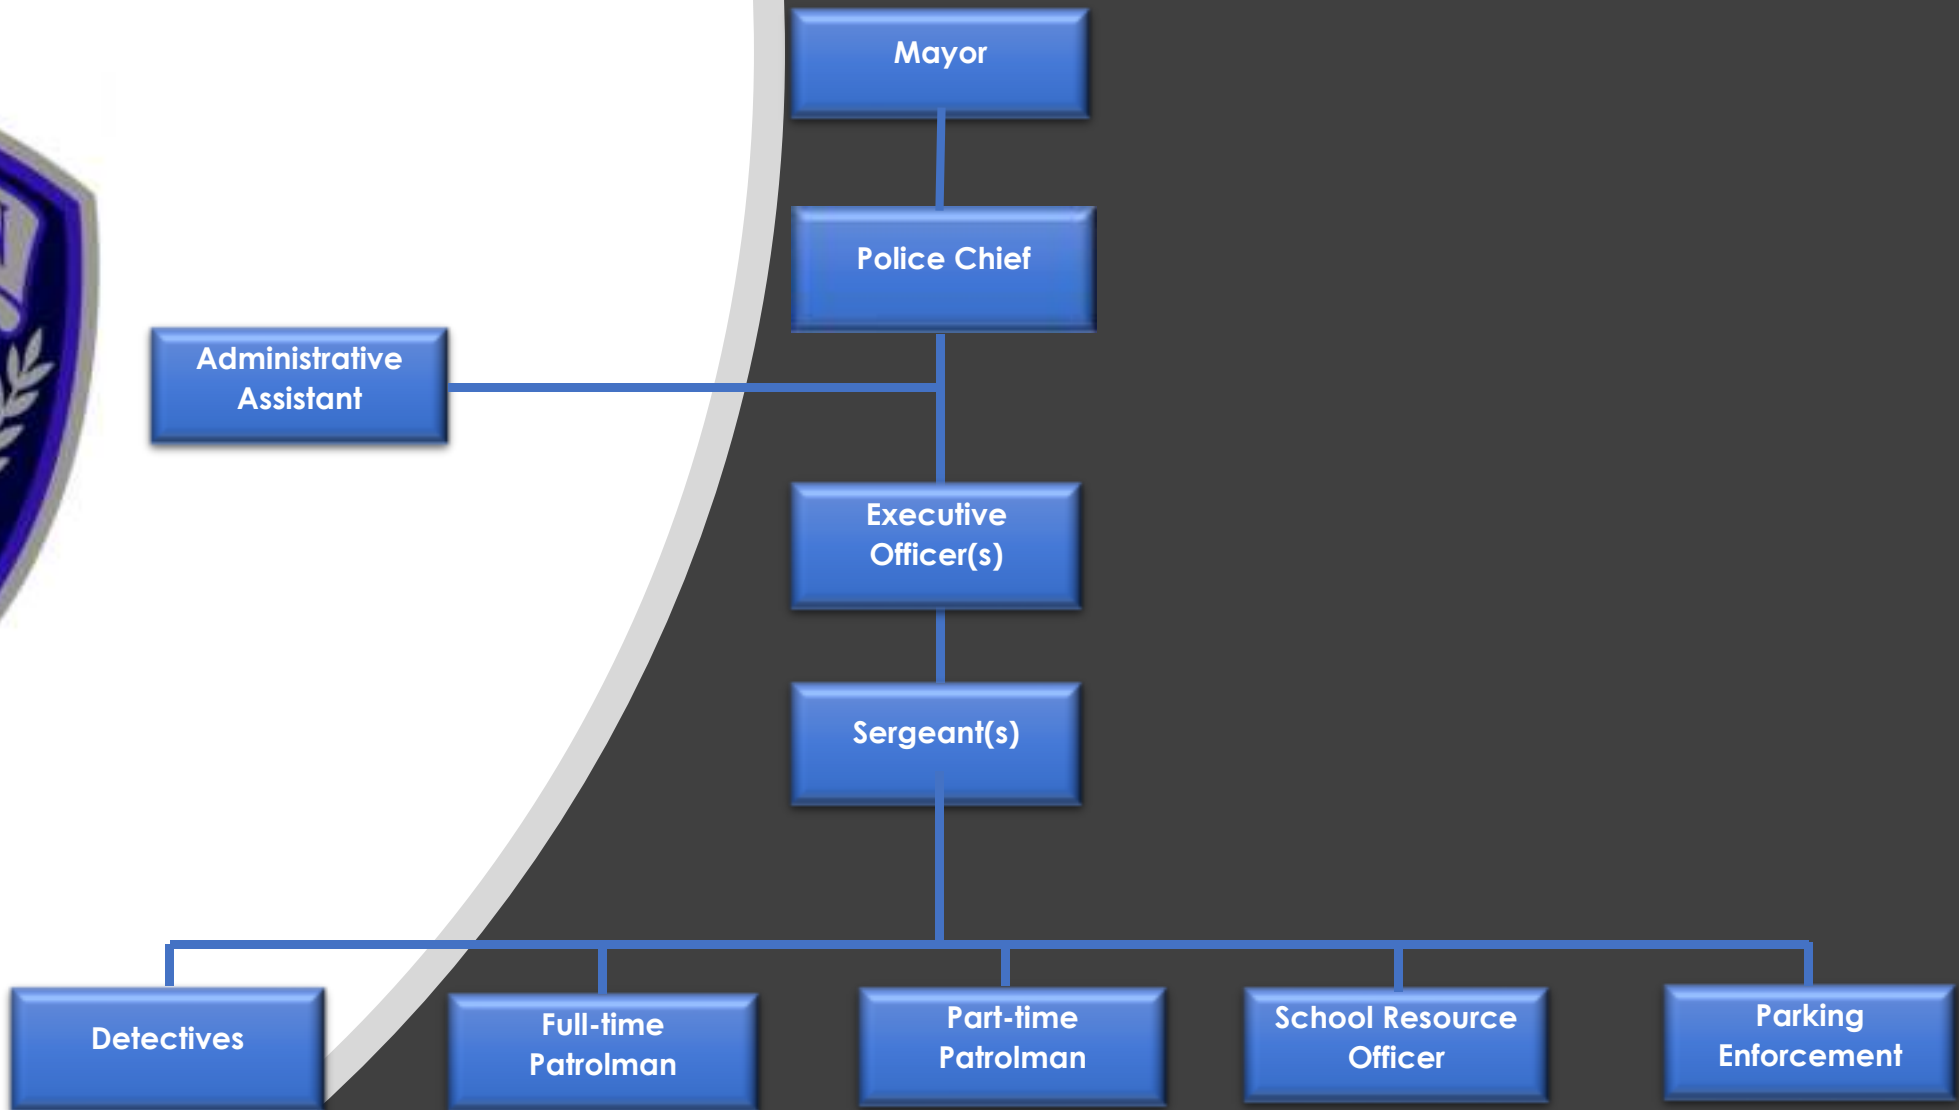 Mayor
Police Chief
Administrative
Assistant
Executive
Officer(s)
Sergeant(s)
Detectives
Full-time
Patrolman
Part-time
Patrolman
School Resource
Officer
Parking
Enforcement